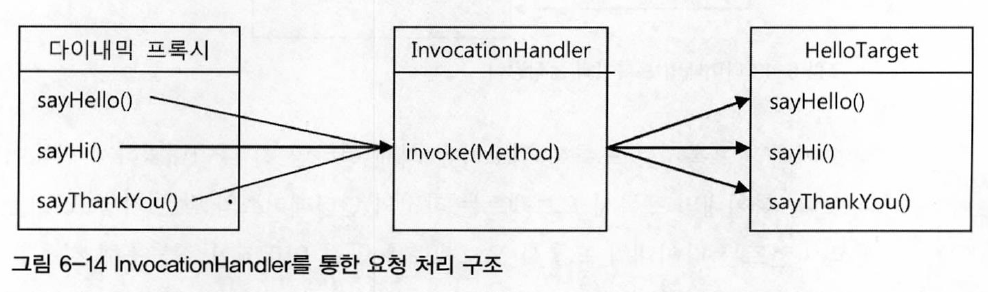 다이내믹 프록시
sayHello()
sayHi()
sayThankYou()
InvocationHandler
invoke(Method)
HelloTarget
sayHello()
sayHi()
sayThankYou()
그림 6-14 InvocationHandler를 통한 요청 처리 구조